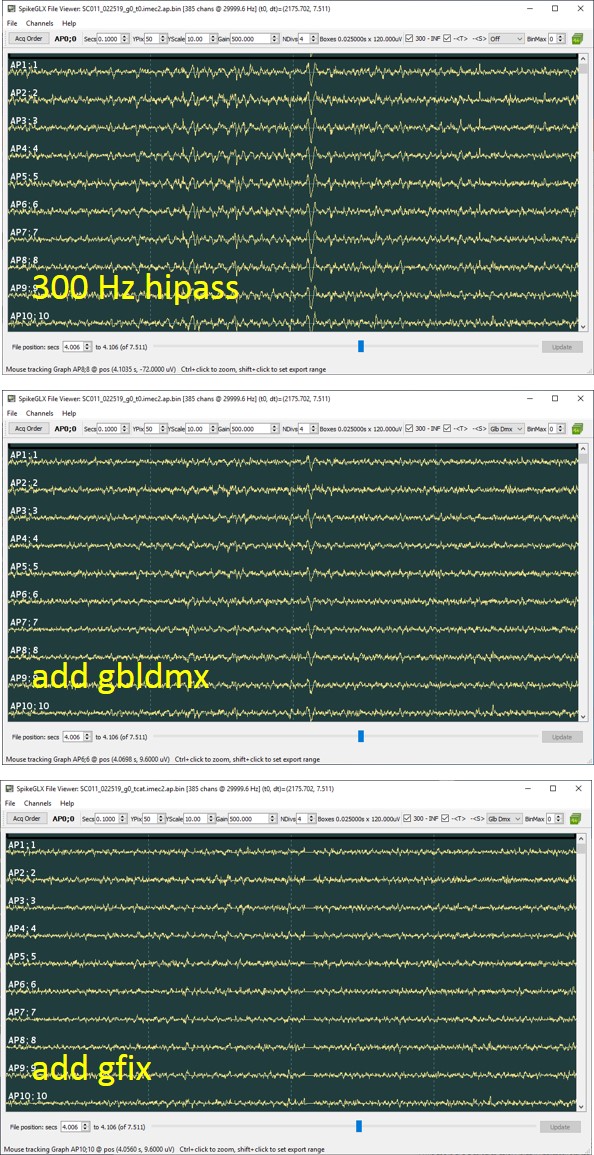 SpikeGLX File Viewer: SC011_022519_g0_t0.imec2.ap.bin [385 chans @ 29999.6 Hz] (t0, dt)=(2175.702, 7.511)
File Channels Help
Acq Order AP0;0 Secs 0.1000 YPix 50 YScale 10.00 Gain 500.000 NDivs 4 Boxes 0.025000s x 120.000uV 300 - INF -<T> -<S> Off BinMax 0
AP1; 1
AP2; 2
AP3; 3
AP4; 4
AP5; 5
AP6; 6
AP7; 7
AP8; 8
300 Hz hipass
AP9; 9
AP10; 10
File position: secs 4.006 to 4.106 (of 7.511) Update
Mouse tracking Graph AP8;8 @ pos (4.1035 s, -72.0000 uV) Ctrl+click to zoom, shift+click to set export range
SpikeGLX File Viewer: SC011_022519_g0_t0.imec2.ap.bin [385 chans @ 29999.6 Hz] (t0, dt)=(2175.702, 7.511)
File Channels Help
Acq Order AP0;0 Secs 0.1000 YPix 50 YScale 10.00 Gain 500.000 NDivs 4 Boxes 0.025000s x 120.000uV 300 - INF -<T> -<S> Glb Dmx BinMax 0
AP1; 1
AP2; 2
AP3; 3
AP4; 4
AP5; 5
AP6; 6
AP7; 7
AP8; 8
add gbldmx
AP9; 9
AP10; 10
File position: secs 4.006 to 4.106 (of 7.511) Update
Mouse tracking Graph AP6;6 @ pos (4.0698 s, 9.6000 uV) Ctrl+click to zoom, shift+click to set export range
SpikeGLX File Viewer: SC011_022519_g0_tcat.imec2.ap.bin [385 chans @ 29999.6 Hz] (t0, dt)=(2175.702, 7.511)
File Channels Help
Acq Order AP0;0 Secs 0.1000 YPix 50 YScale 10.00 Gain 500.000 NDivs 4 Boxes 0.025000s x 120.000uV 300 - INF -<T> -<S> Glb Dmx BinMax 0
AP1; 1
AP2; 2
AP3; 3
AP4; 4
AP5; 5
AP6; 6
AP7; 7
AP8; 8
add gfix
AP9; 9
AP10; 10
File position: secs 4.006 to 4.106 (of 7.511) Update
Mouse tracking Graph AP10;10 @ pos (4.0560 s, 9.6000 uV) Ctrl+click to zoom, shift+click to set export range